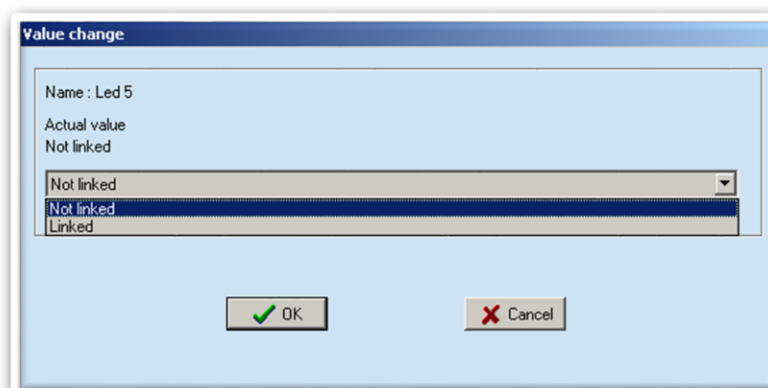 Value change
Name : Led 5
Actual value
Not linked
Not linked
Not linked
Linked
OK
Cancel